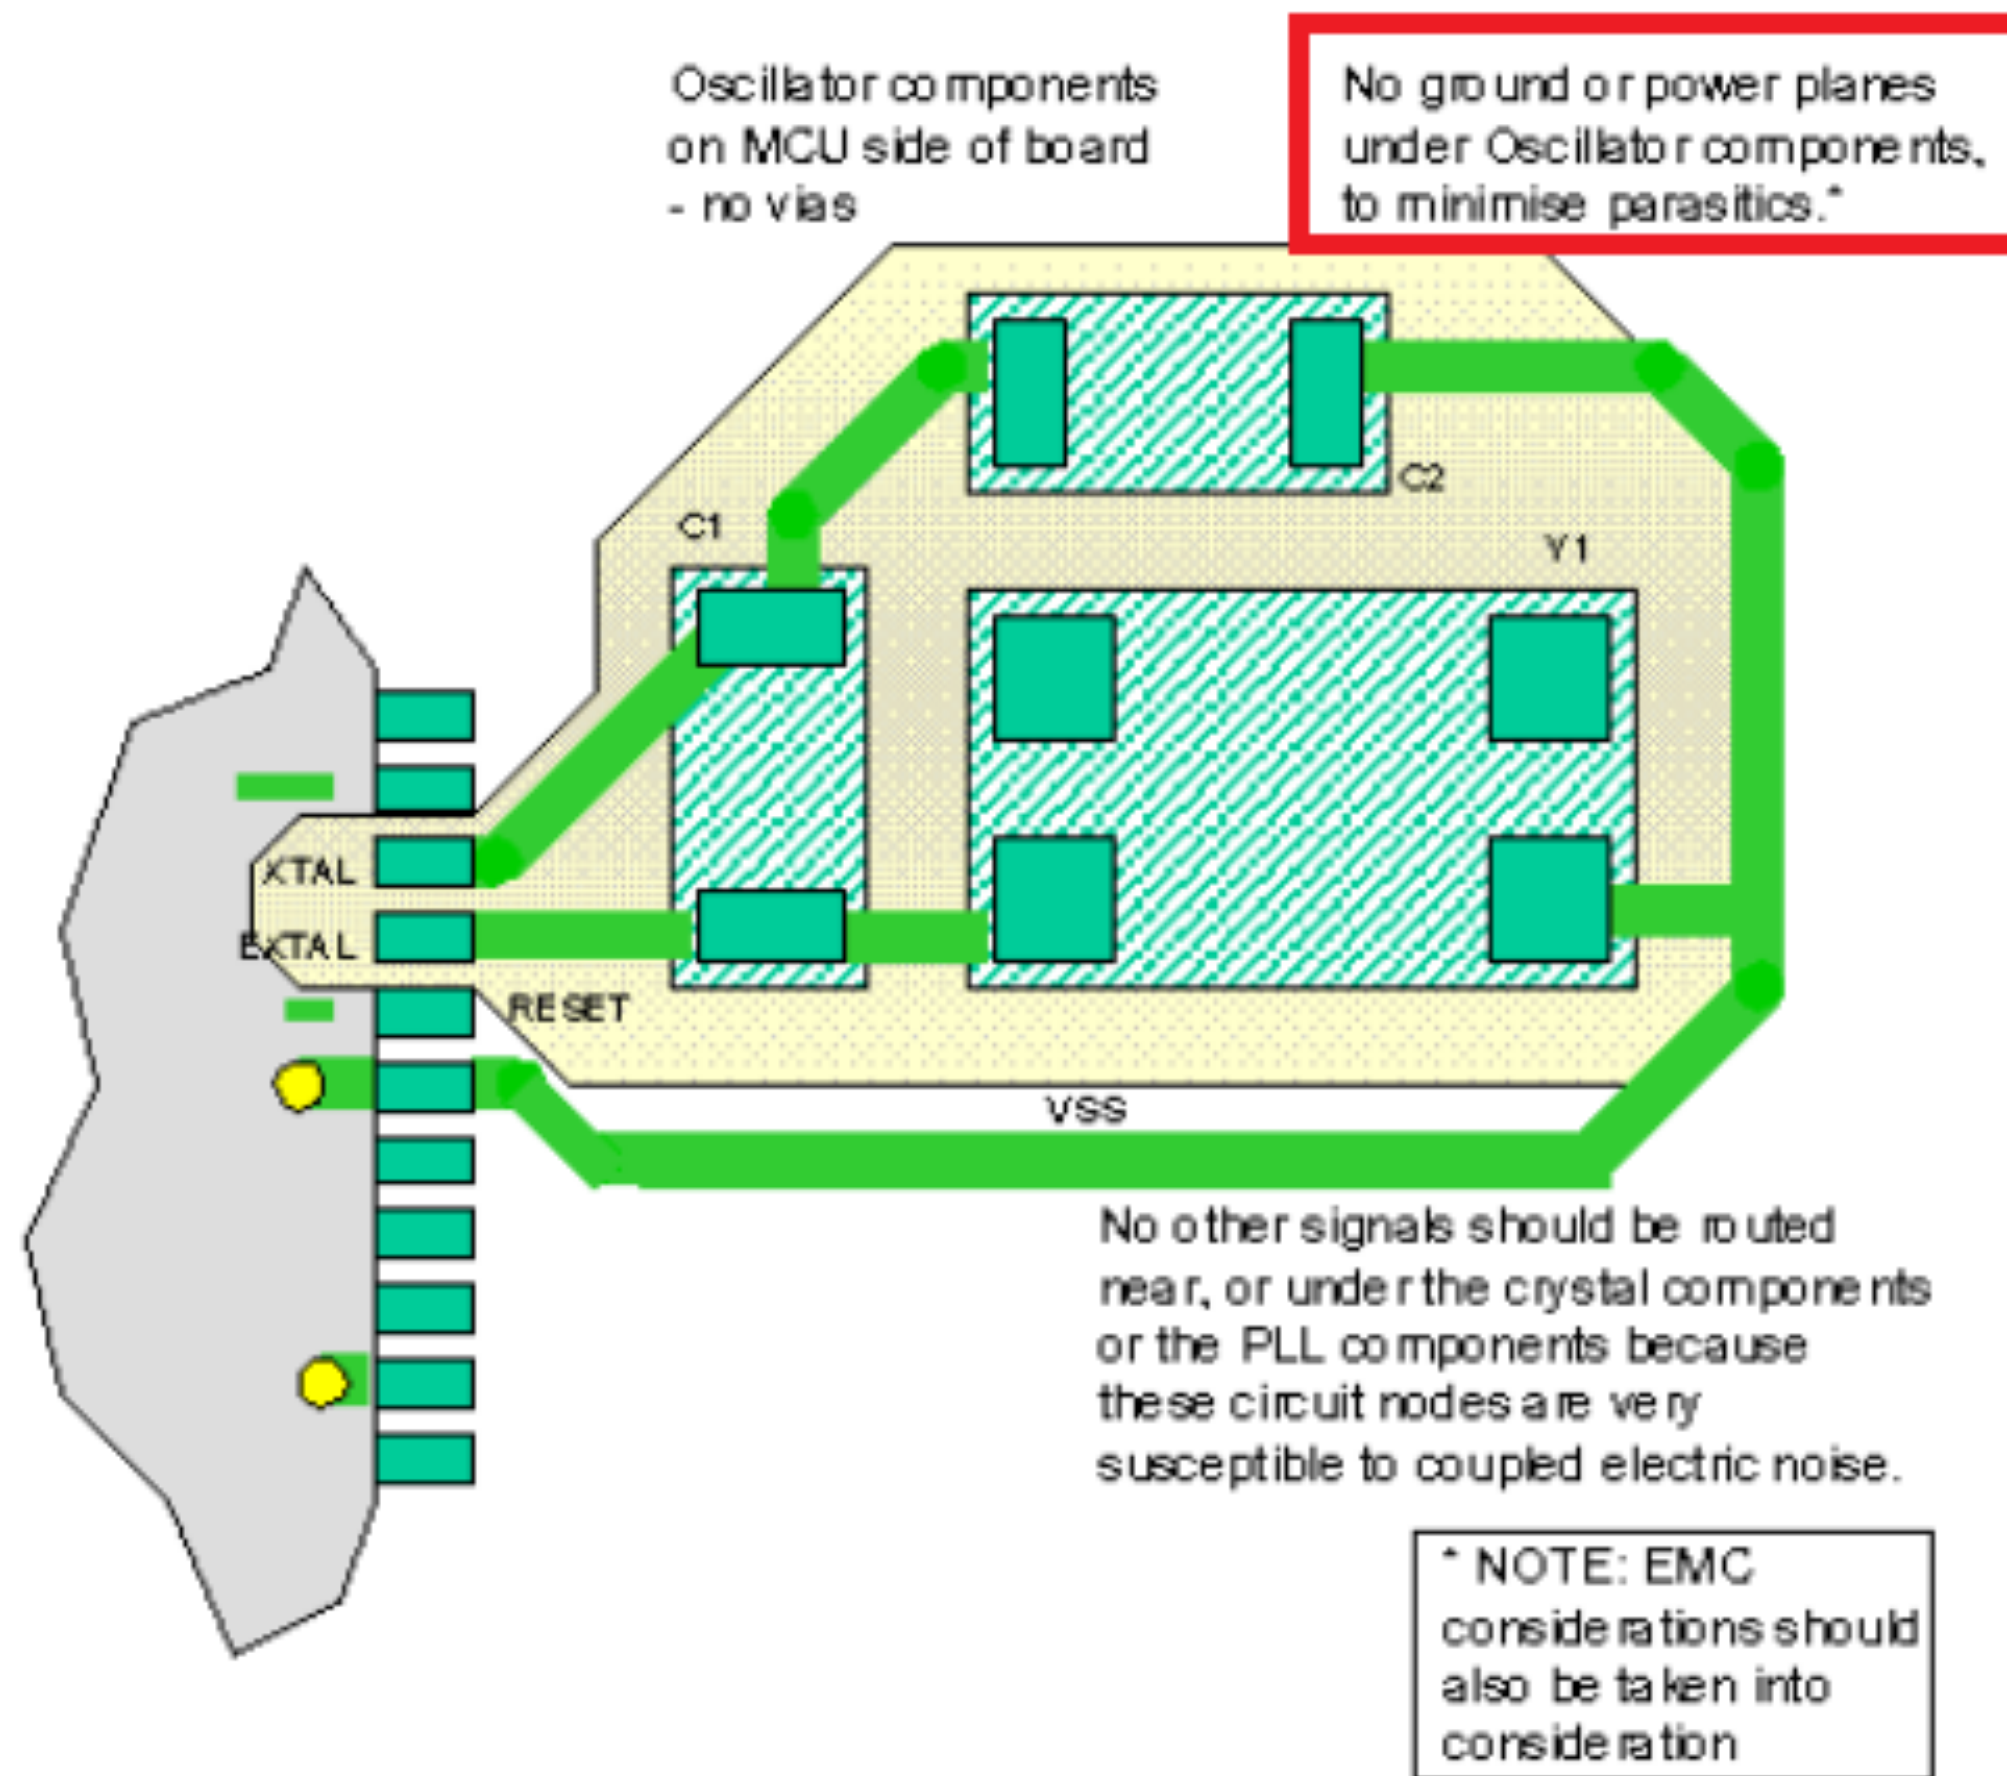 Oscillator components
on MCU side of board
- no vias
No ground or power planes
under Oscillator components,
to minimise parasitics.*
C2
C1
Y1
XTAL
EXTAL
RESET
VSS
No other signals should be routed
near, or under the crystal components
or the PLL components because
these circuit nodes are very
susceptible to coupled electric noise.
* NOTE: EMC
considerations should
also be taken into
consideration